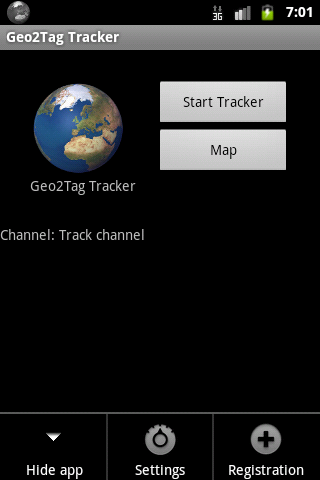 3G 7:01
Geo2Tag Tracker
Start Tracker
Map
Geo2Tag Tracker
Channel: Track channel
Hide app Settings Registration